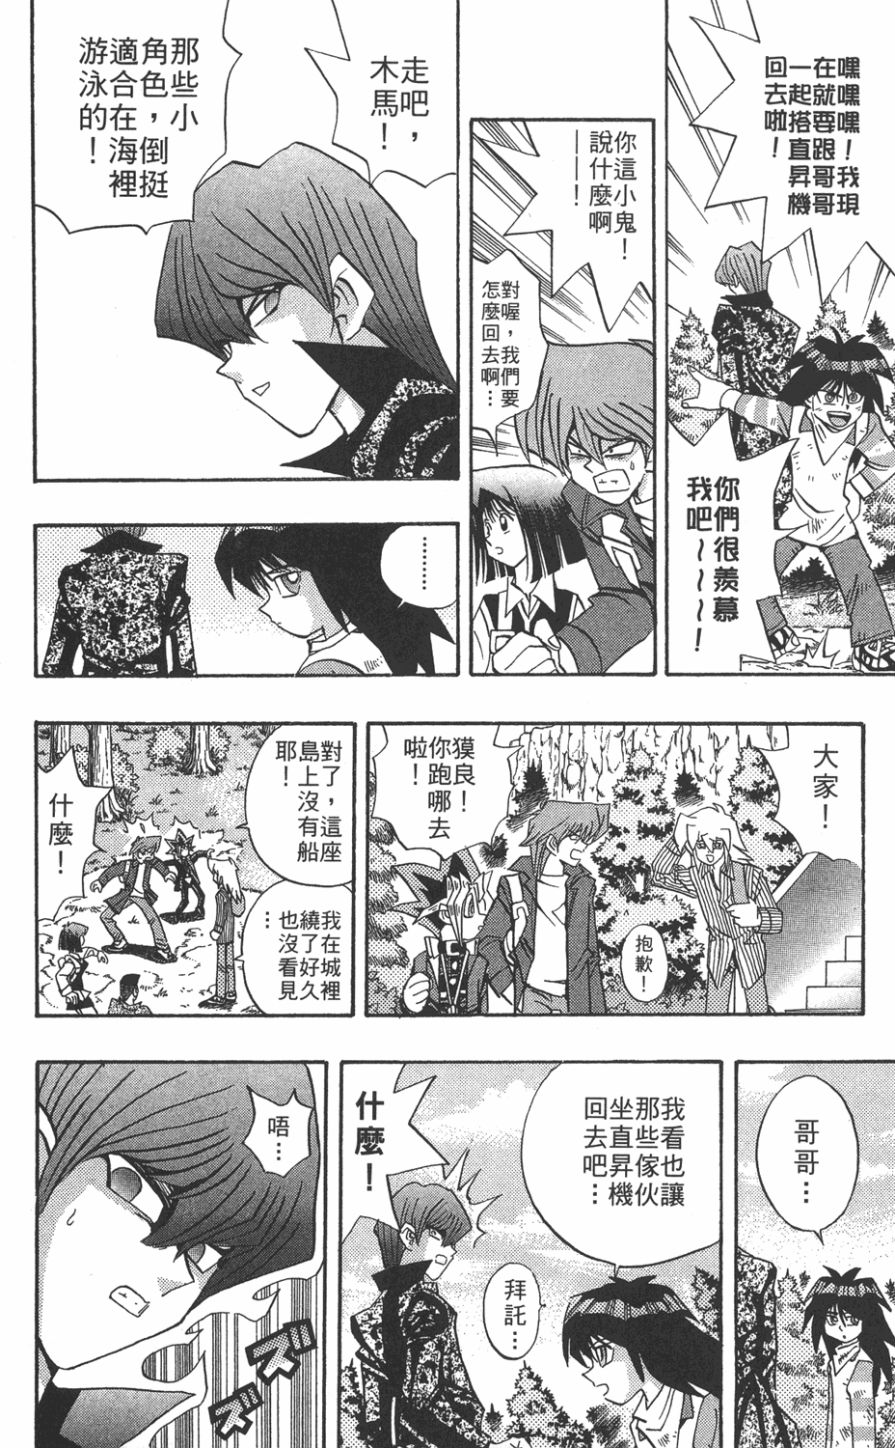 嘿嘿嘿！我現
在就要跟哥哥
一起搭直昇機
回去啦！
你們很羨慕
我吧～～～！
你這小鬼！
說什麼啊
——！
對喔，我們要
怎麼回去啊…
走吧，
木馬！
那些小
角色，倒挺
適合在海裡
游泳的！
………
大家！
獏良！
你跑哪去
啦！
抱歉！
對了，這座
島上沒有船
耶！
我在城裡
繞了好久
也沒看見
…
什麼！
哥哥…
我看也讓
那些傢伙
坐直昇機
回去吧…
拜託…
什麼！
唔…
ズズズ